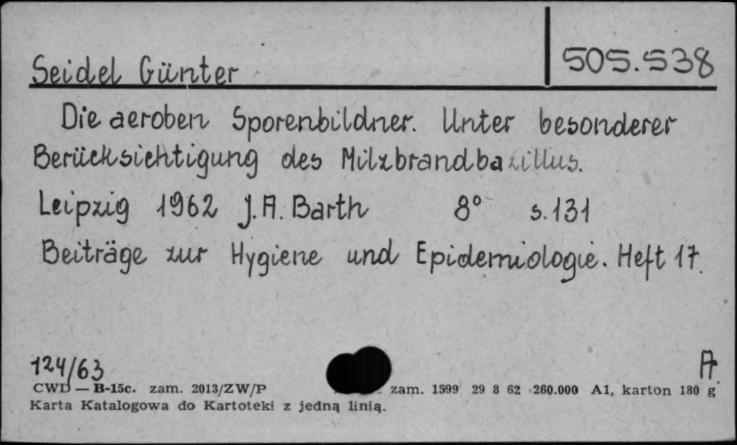 Seidel Günter 505.538
Die aeroben Sporenbildner. Unter besonderer
Berücksichtigung des Milzbrandbazillus.
Leipzig 1962 J. A. Barth 8° s. 131
Beiträge zur Hygiene und Epidemiologie. Heft 17.
124/63 A
CWD — B-15c. zam. 2013/ZW/P zam. 1599 29 8 62 260.000 A1, karton 180 g
Karta Katalogowa do Kartoteki z jedną linią.